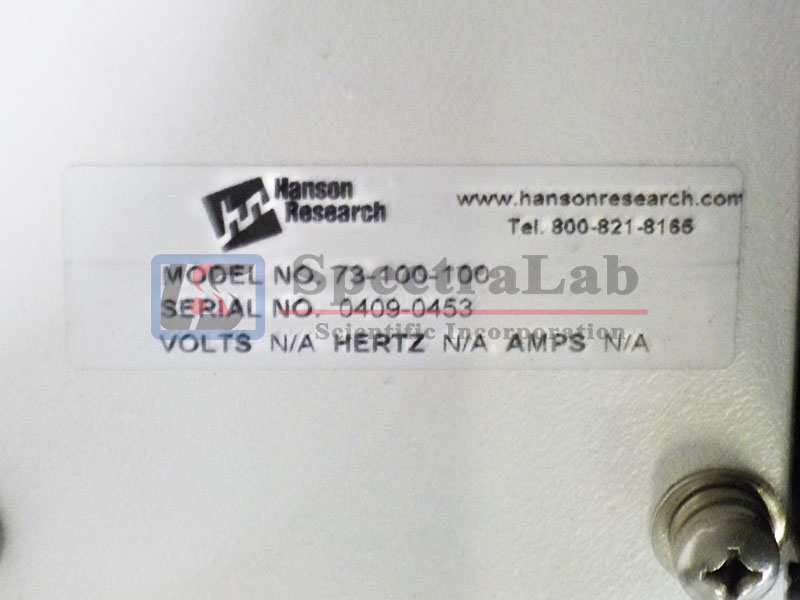 Hanson
Research
www.hansonresearch.com
Tel. 800-821-8165
MODEL NO. 73-100-100
SERIAL NO. 0409-0453
VOLTS N/A HERTZ N/A AMPS N/A
SpectraLab
Scientific Incorporation